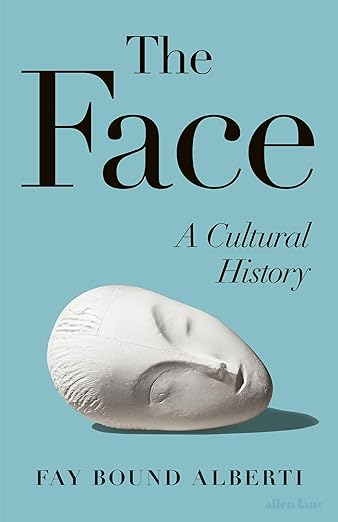 The
Face
A Cultural
History
FAY BOUND ALBERTI
allen lane